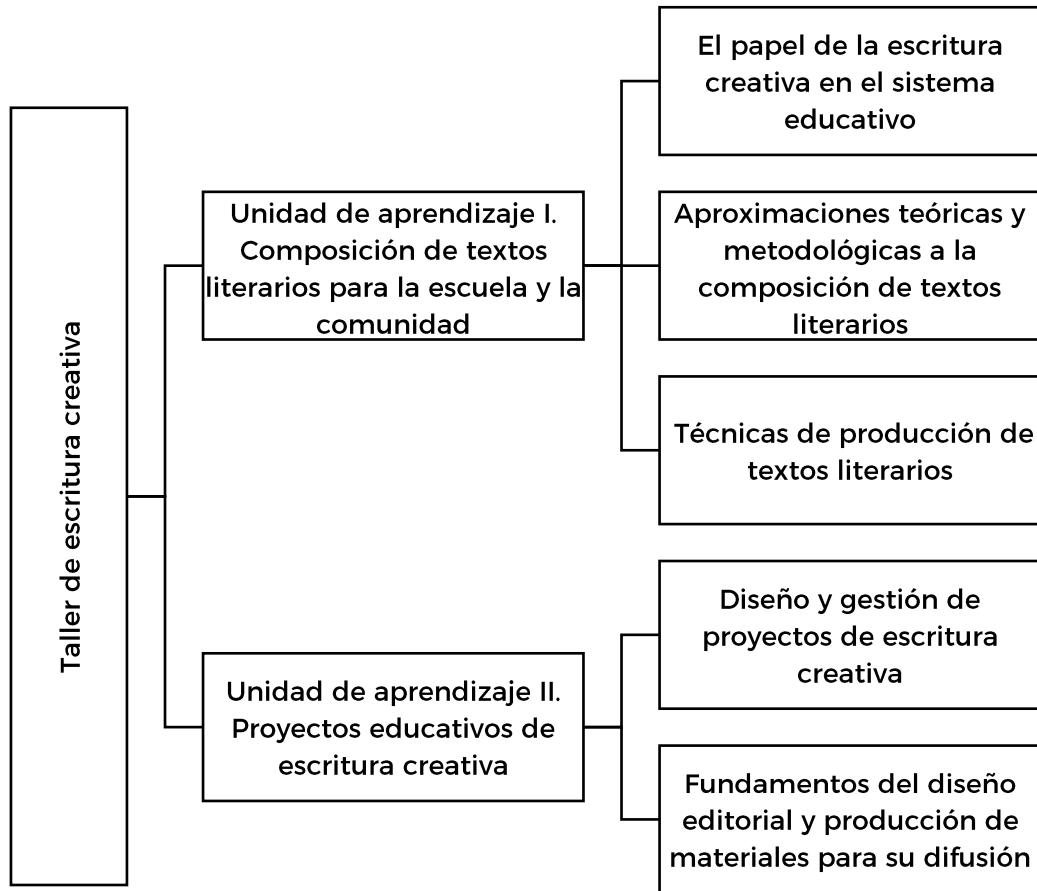 Taller de escritura creativa
Unidad de aprendizaje I.
Composición de textos
literarios para la escuela y la
comunidad
El papel de la escritura
creativa en el sistema
educativo
Aproximaciones teóricas y
metodológicas a la
composición de textos
literarios
Técnicas de producción de
textos literarios
Unidad de aprendizaje II.
Proyectos educativos de
escritura creativa
Diseño y gestión de
proyectos de escritura
creativa
Fundamentos del diseño
editorial y producción de
materiales para su difusión